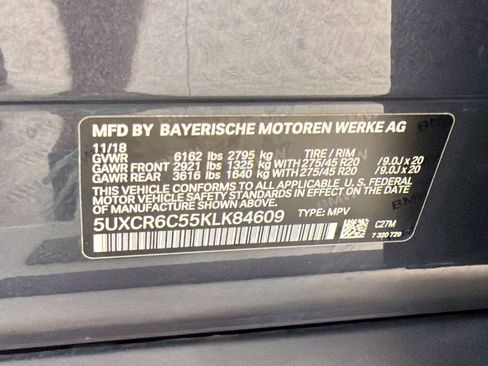 MFD BY BAYERISCHE MOTOREN WERKE AG
11/18 TIRE / RIM
GVWR 6162 lbs 2795 kg
GAWR FRONT 2921 lbs 1325 kg WITH 275/45 R20 / 9.0J x 20
GAWR REAR 3616 lbs 1640 kg WITH 275/45 R20 / 9.0J x 20
THIS VEHICLE CONFORMS TO ALL APPLICABLE U.S. FEDERAL
MOTOR VEHICLE SAFETY STANDARDS IN EFFECT ON THE DATE OF
MANUFACTURE SHOWN ABOVE.
5UXCR6C55KLK84609 TYPE: MPV
C27M
7 320 729